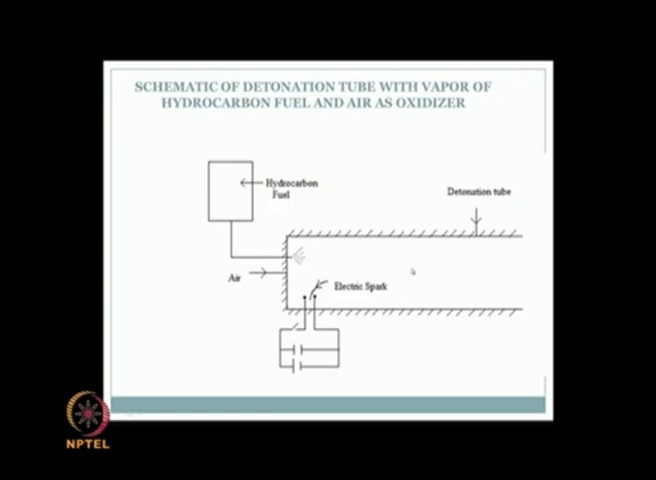 SCHEMATIC OF DETONATION TUBE WITH VAPOR OF
HYDROCARBON FUEL AND AIR AS OXIDIZER
Hydrocarbon
Fuel
Detonation tube
Air
Electric Spark
NPTEL